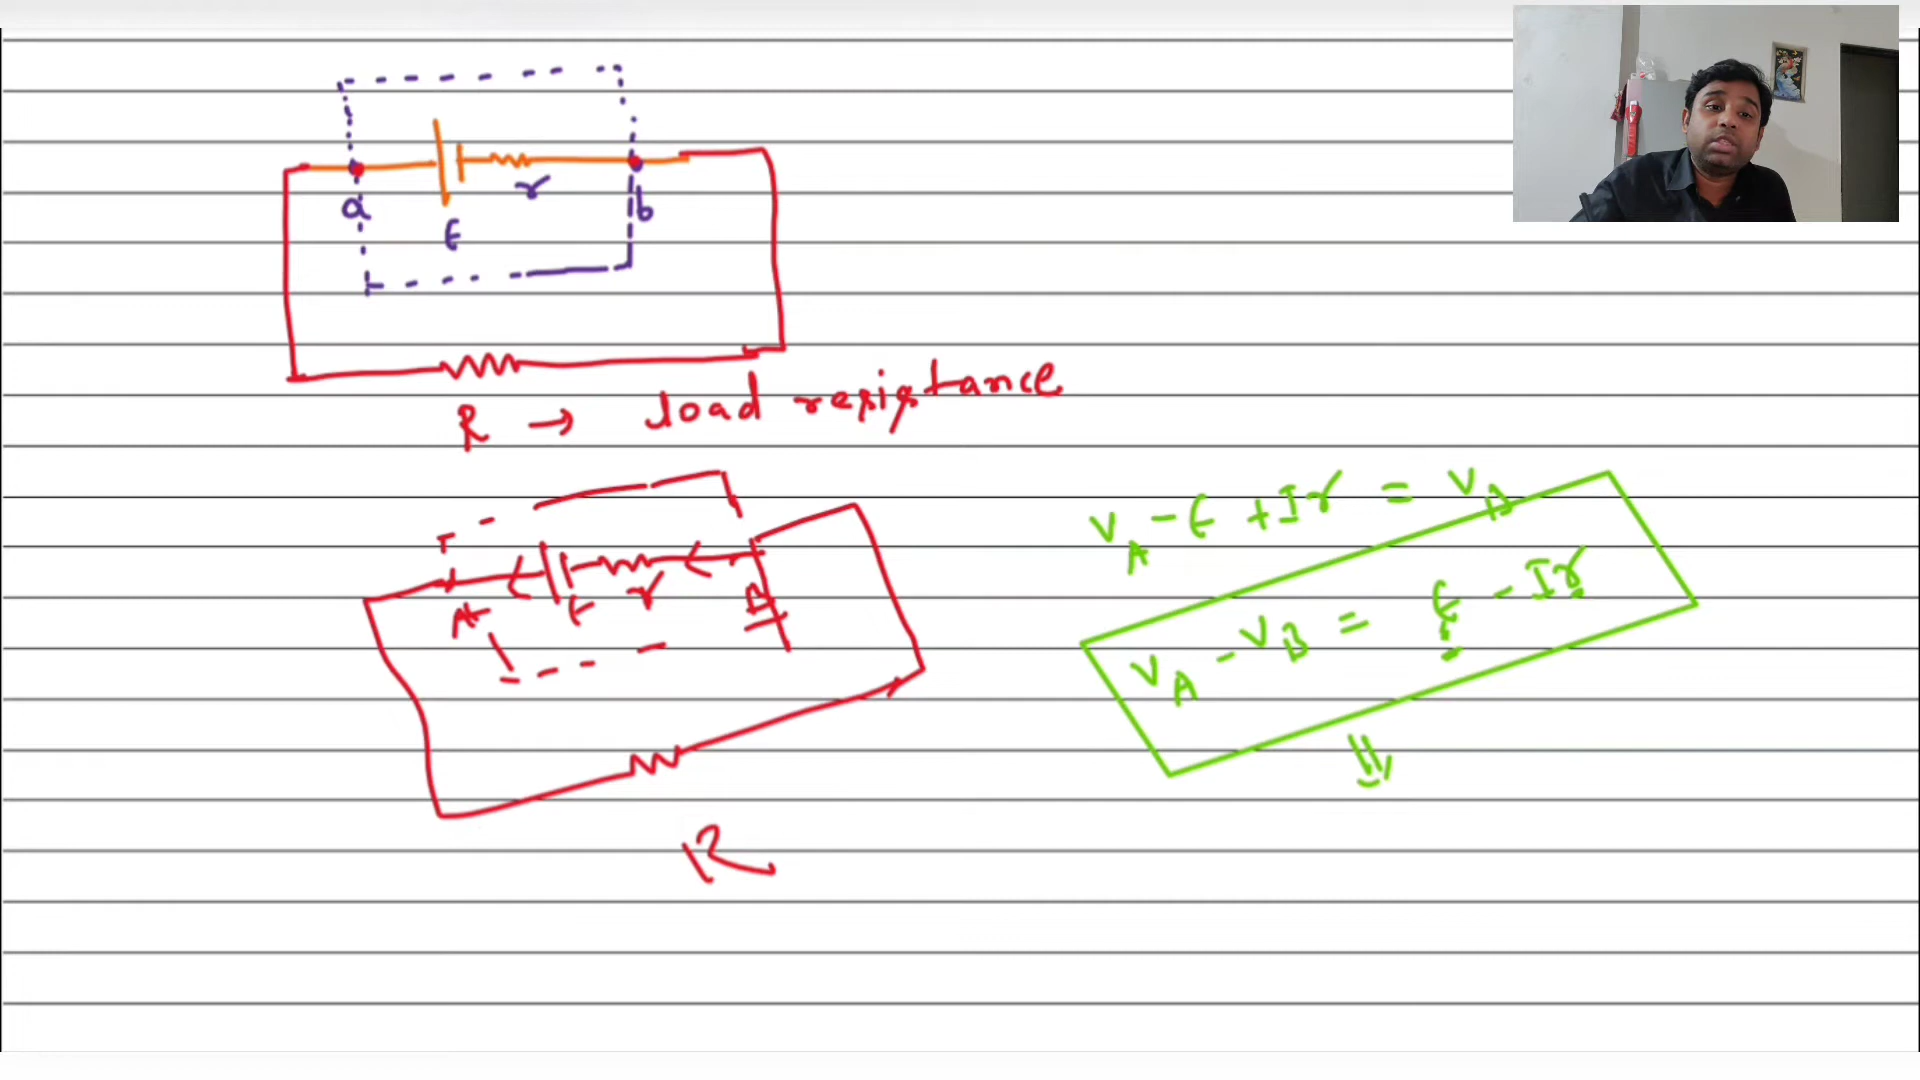 a r b
E
R → load resistance
V_A - E + Ir = V_B
A E r B
V_A - V_B = E - Ir
R